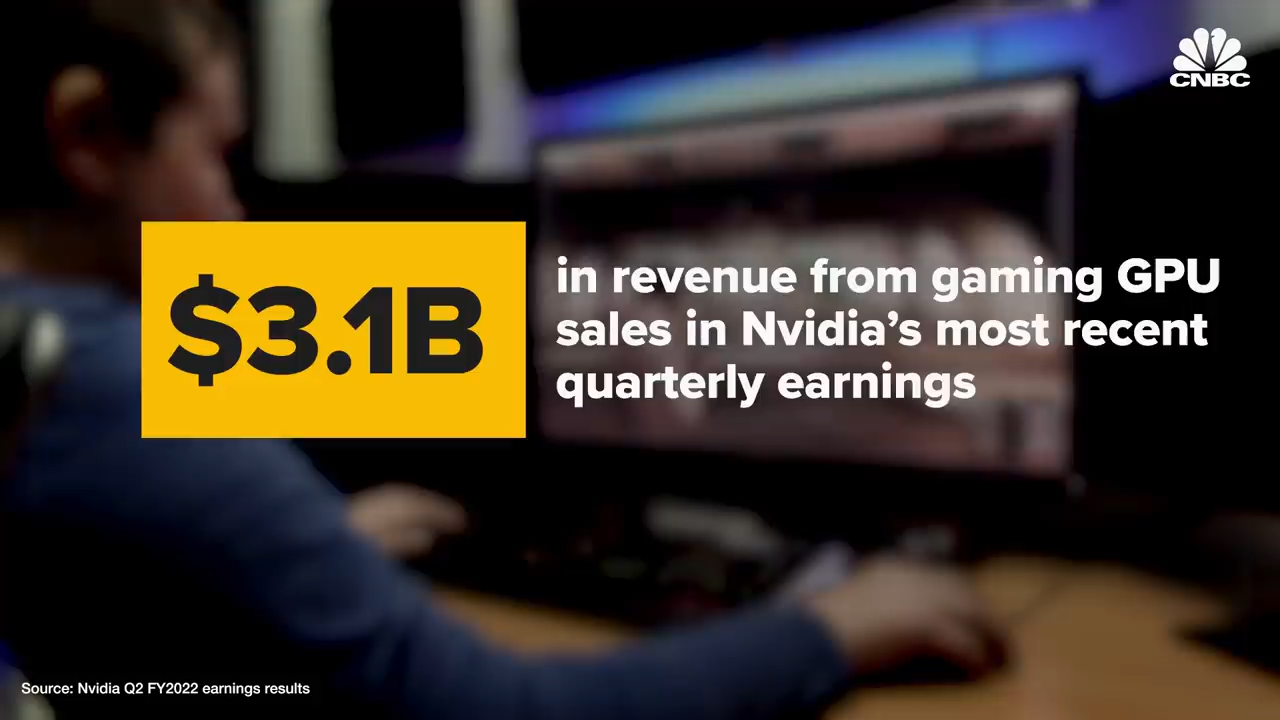 CNBC
$3.1B
in revenue from gaming GPU
sales in Nvidia’s most recent
quarterly earnings
Source: Nvidia Q2 FY2022 earnings results